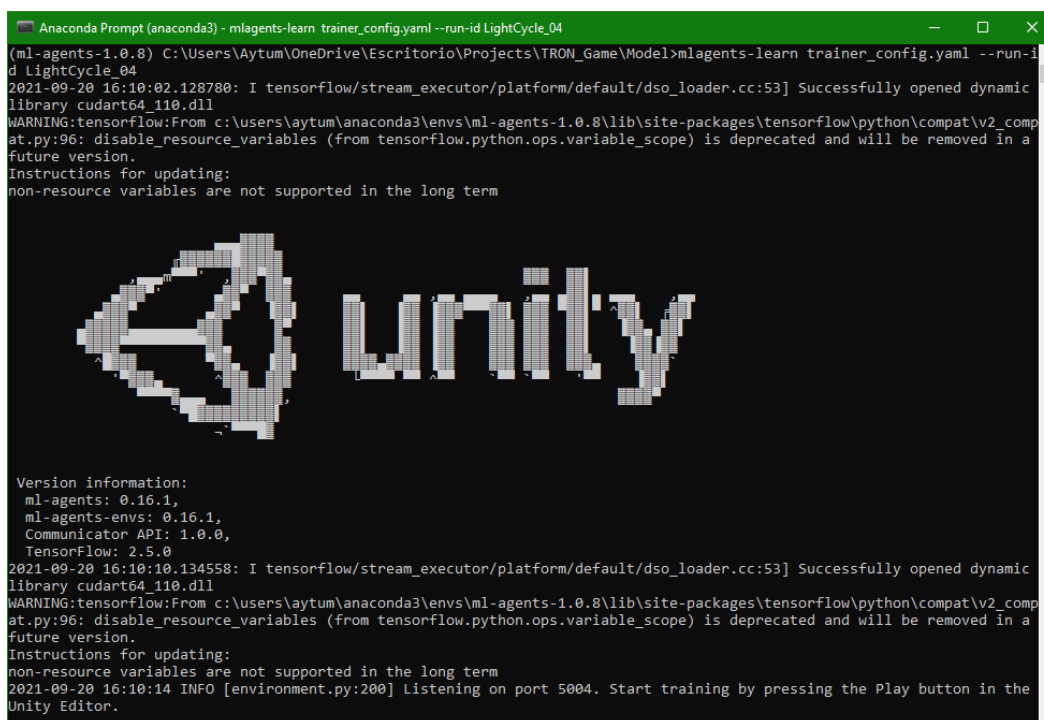 Anaconda Prompt (anaconda3) - mlagents-learn  trainer_config.yaml --run-id LightCycle_04
(ml-agents-1.0.8) C:\Users\Aytum\OneDrive\Escritorio\Projects\TRON_Game\Model>mlagents-learn trainer_config.yaml --run-i
d LightCycle_04
2021-09-20 16:10:02.128780: I tensorflow/stream_executor/platform/default/dso_loader.cc:53] Successfully opened dynamic
library cudart64_110.dll
WARNING:tensorflow:From c:\users\aytum\anaconda3\envs\ml-agents-1.0.8\lib\site-packages\tensorflow\python\compat\v2_comp
at.py:96: disable_resource_variables (from tensorflow.python.ops.variable_scope) is deprecated and will be removed in a
future version.
Instructions for updating:
non-resource variables are not supported in the long term
unity
Version information:
ml-agents: 0.16.1,
ml-agents-envs: 0.16.1,
Communicator API: 1.0.0,
TensorFlow: 2.5.0
2021-09-20 16:10:10.134558: I tensorflow/stream_executor/platform/default/dso_loader.cc:53] Successfully opened dynamic
library cudart64_110.dll
WARNING:tensorflow:From c:\users\aytum\anaconda3\envs\ml-agents-1.0.8\lib\site-packages\tensorflow\python\compat\v2_comp
at.py:96: disable_resource_variables (from tensorflow.python.ops.variable_scope) is deprecated and will be removed in a
future version.
Instructions for updating:
non-resource variables are not supported in the long term
2021-09-20 16:10:14 INFO [environment.py:200] Listening on port 5004. Start training by pressing the Play button in the
Unity Editor.